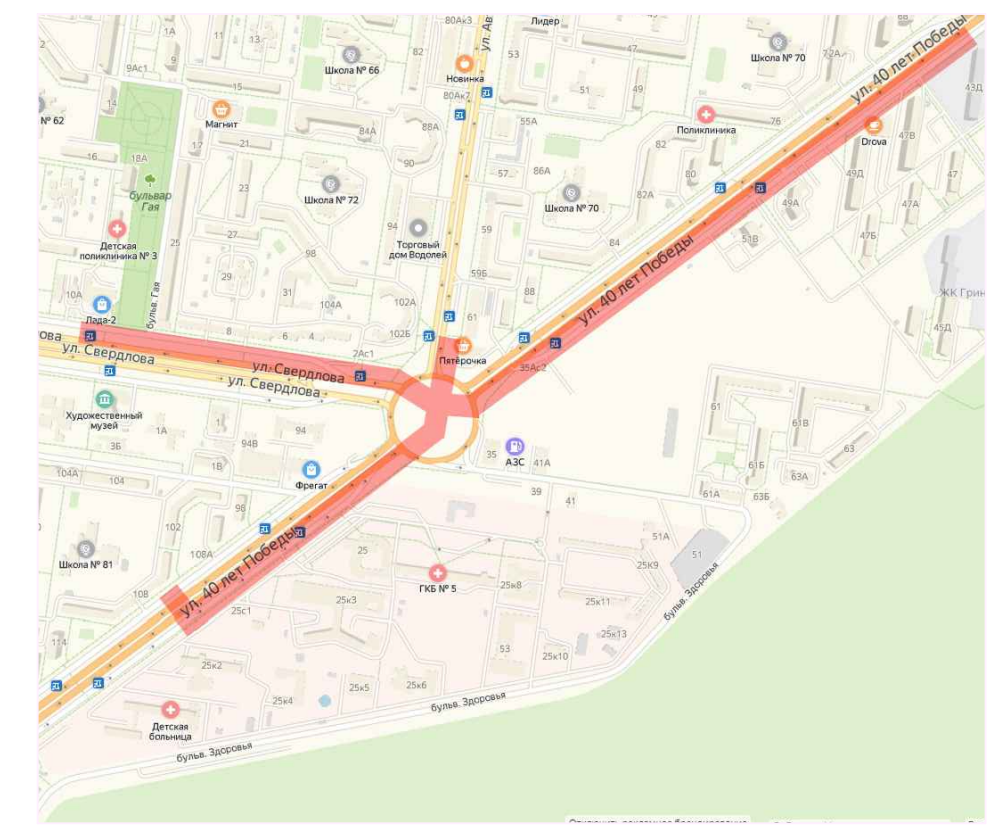 80Ак3
Лидер
1А
11
13
ул. Ав
82
53
47
Школа № 70
72А
ул. 40 лет Победы
9
9Ас1
Школа № 66
Новинка
80Ак7
51
49
43Д
14
№ 62
Магнит
84А
88А
55А
Поликлиника
76
Drova
47В
17
21
82
16
18А
90
57
86А
80
49Д
47
бульвар
Гая
23
Школа № 72
Школа № 70
82А
49А
47А
Детская
поликлиника № 3
25
27
94
Торговый
дом Водолей
59
84
51В
47Б
98
29
59Б
ул. 40 лет Победы
10А
бульв. Гая
31
104А
102А
88
ЖК Грин
Лада-2
61
45Д
ова
8
6
4
102Б
ул. Свердлова
2Ас1
Пятёрочка
ул. Свердлова
35Ас2
ул. Свердлова
Художественный
музей
1
61
1А
94
61В
3Б
94В
35
АЗС
41А
63
104А
104
1В
Фрегат
61Б
63А
39
41
61А
63Б
98
102
51А
108А
ул. 40 лет Победы
25
51
Школа № 81
25К9
108
ГКБ № 5
25к8
25к3
25к11
бульв. Здоровья
25с1
25к13
114
53
25к10
25к2
25к5
25к6
25к4
бульв. Здоровья
Детская
больница
бульв. Здоровья